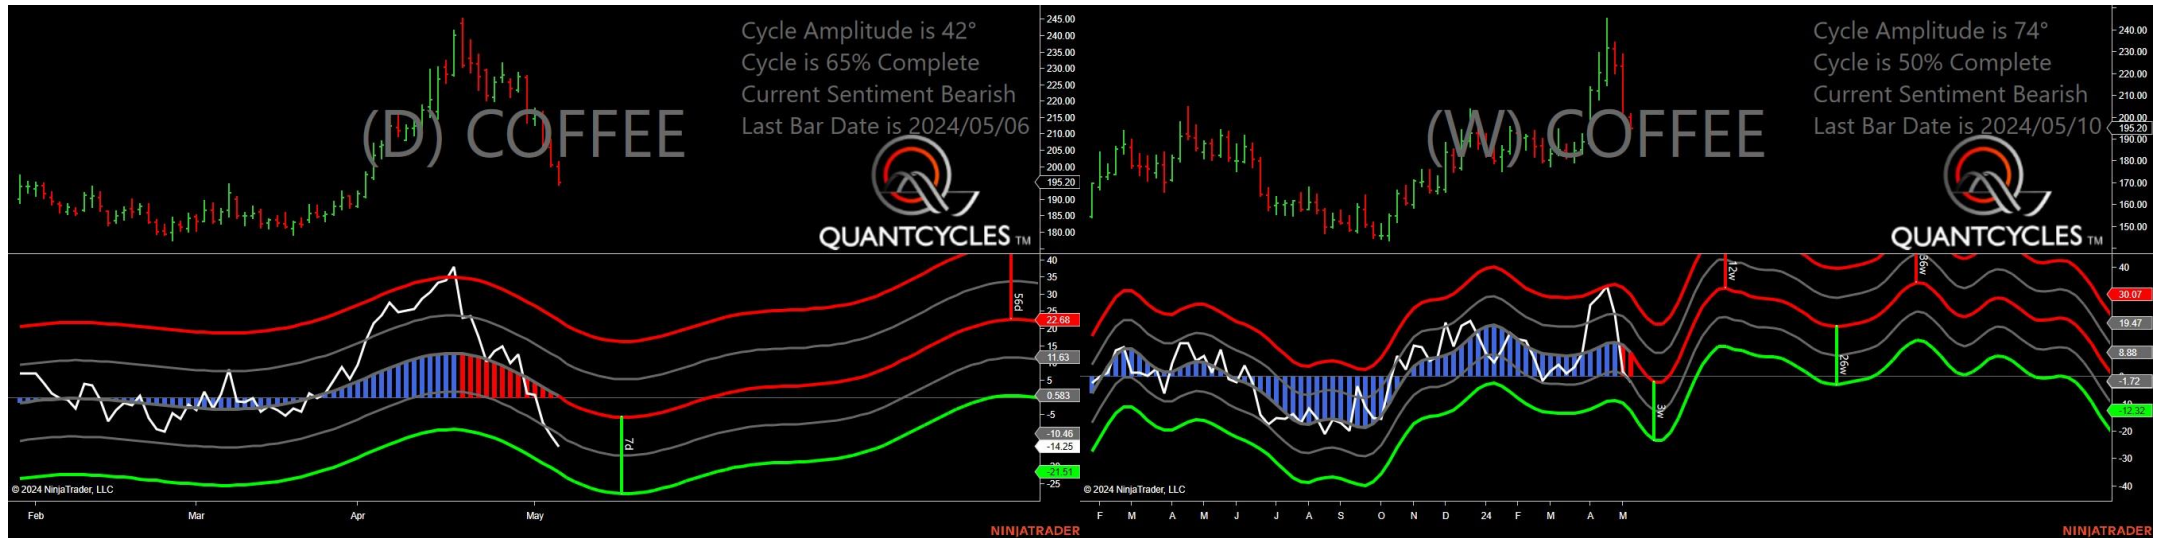 Cycle Amplitude is 42°
Cycle is 65% Complete
Current Sentiment Bearish
Last Bar Date is 2024/05/06
(D) COFFEE
QUANTCYCLES TM
245.00
240.00
235.00
230.00
225.00
220.00
215.00
210.00
205.00
200.00
195.20
190.00
185.00
180.00
40
35
30
25
22.68
20
15
11.63
10
5
0.583
-5
-10.46
-14.25
-21.51
-25
56d
7d
© 2024 NinjaTrader, LLC
Feb
Mar
Apr
May
NINJATRADER
Cycle Amplitude is 74°
Cycle is 50% Complete
Current Sentiment Bearish
Last Bar Date is 2024/05/10
(W) COFFEE
QUANTCYCLES TM
240.00
230.00
220.00
210.00
200.00
195.20
190.00
180.00
170.00
160.00
150.00
40
30.07
19.47
8.88
-1.72
-12.32
-20
-30
-40
12w
36w
26w
3w
© 2024 NinjaTrader, LLC
F M A M J J A S O N D 24 F M A M
NINJATRADER